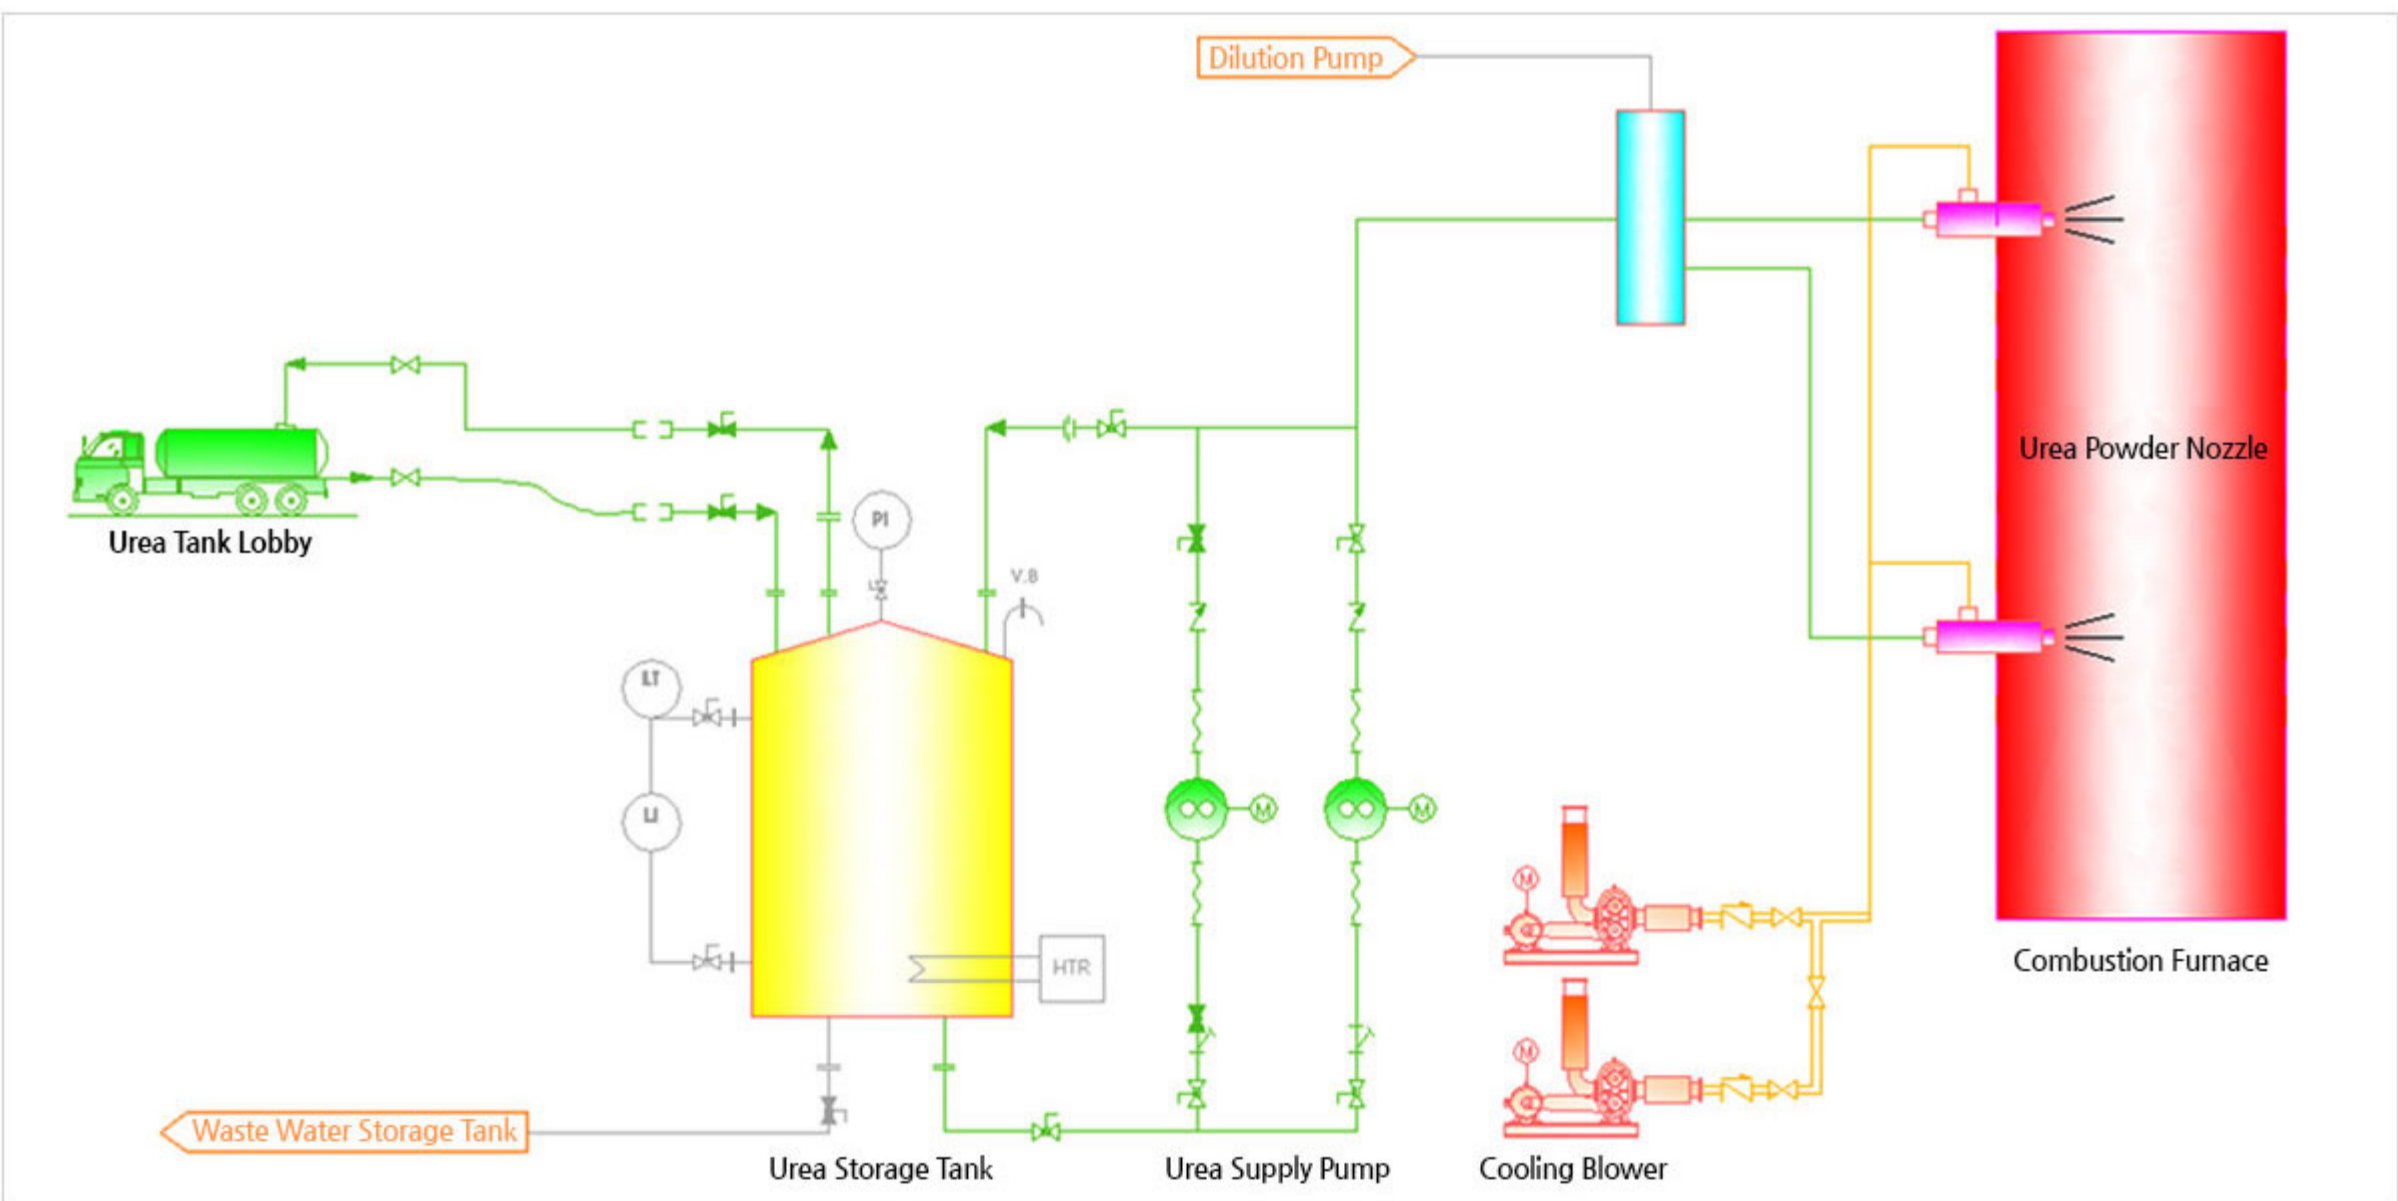 Dilution Pump
Urea Powder Nozzle
Urea Tank Lobby
PI
V.B
LT
LI
M
M
M
HTR
Combustion Furnace
M
Waste Water Storage Tank
Urea Storage Tank
Urea Supply Pump
Cooling Blower